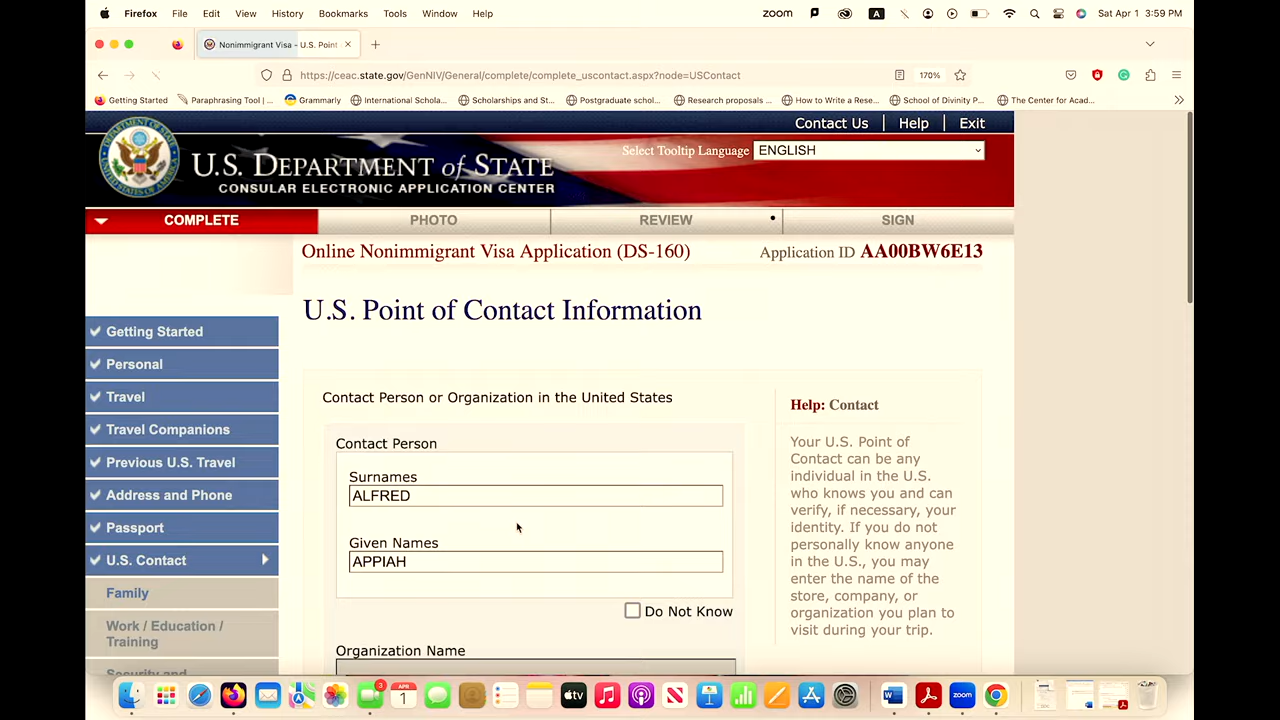 Firefox File Edit View History Bookmarks Tools Window Help zoom A Sat Apr 1 3:59 PM
Nonimmigrant Visa - U.S. Point
https://ceac.state.gov/GenNIV/General/complete/complete_uscontact.aspx?node=USContact 170%
Getting Started Paraphrasing Tool | ... Grammarly International Schola... Scholarships and St... Postgraduate schol... Research proposals ... How to Write a Rese... School of Divinity P... The Center for Acad...
Contact Us Help Exit
Select Tooltip Language ENGLISH
U.S. DEPARTMENT of STATE
CONSULAR ELECTRONIC APPLICATION CENTER
COMPLETE PHOTO REVIEW SIGN
Online Nonimmigrant Visa Application (DS-160) Application ID AA00BW6E13
U.S. Point of Contact Information
Getting Started
Personal
Travel
Travel Companions
Previous U.S. Travel
Address and Phone
Passport
U.S. Contact
Family
Work / Education /
Training
Security and
Contact Person or Organization in the United States
Contact Person
Surnames
ALFRED
Given Names
APPIAH
Do Not Know
Organization Name
Help: Contact
Your U.S. Point of
Contact can be any
individual in the U.S.
who knows you and can
verify, if necessary, your
identity. If you do not
personally know anyone
in the U.S., you may
enter the name of the
store, company, or
organization you plan to
visit during your trip.
APR
1
3
tv
W
zoom